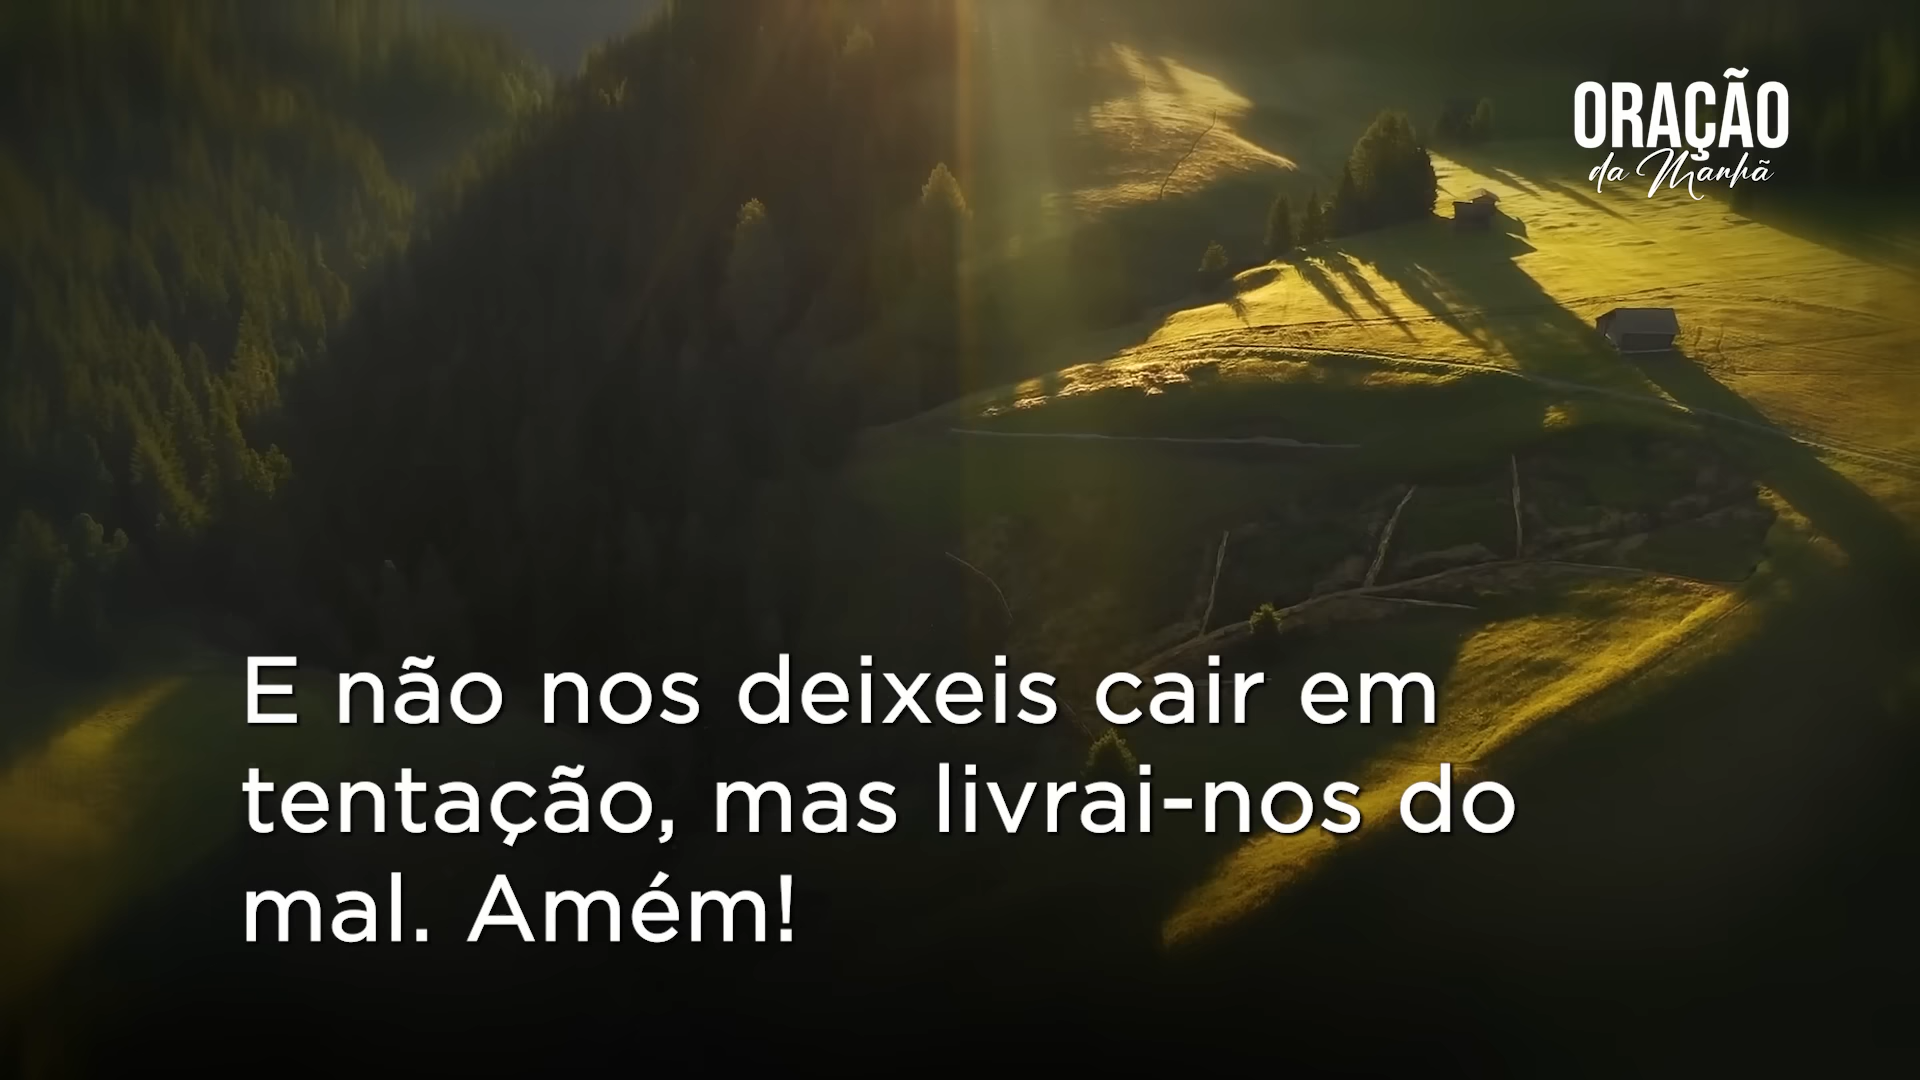 ORAÇÃO
da Manhã
E não nos deixeis cair em
tentação, mas livrai-nos do
mal. Amém!